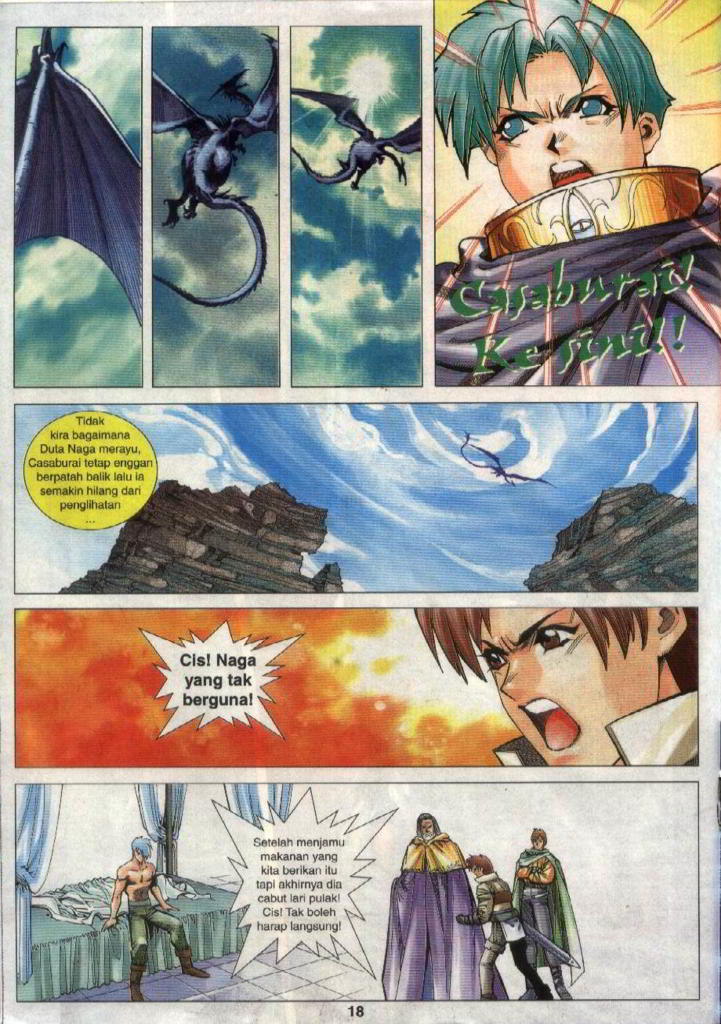 Casaburai!
Ke sini!!
Tidak
kira bagaimana
Duta Naga merayu,
Casaburai tetap enggan
berpatah balik lalu ia
semakin hilang dari
penglihatan
...
Cis! Naga
yang tak
berguna!
Setelah menjamu
makanan yang
kita berikan itu
tapi akhirnya dia
cabut lari pulak!
Cis! Tak boleh
harap langsung!
18